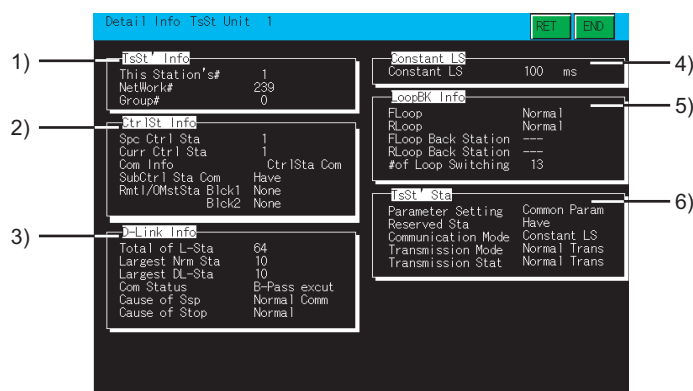 Detail Info TsSt Unit 1
RET
END
1)
TsSt' Info
This Station's# 1
NetWork# 239
Group# 0
2)
CtrlSt Info
Spc Ctrl Sta 1
Curr Ctrl Sta 1
Com Info CtrlSta Com
SubCtrl Sta Com Have
RmtI/OMstSta Blck1 None
Blck2 None
3)
D-Link Info
Total of L-Sta 64
Largest Nrm Sta 10
Largest DL-Sta 10
Com Status B-Pass excut
Cause of Ssp Normal Comm
Cause of Stop Normal
Constant LS
Constant LS 100 ms
4)
LoopBK Info
FLoop Normal
RLoop Normal
FLoop Back Station ---
RLoop Back Station ---
#of Loop Switching 13
5)
TsSt' Sta
Parameter Setting Common Param
Reserved Sta Have
Communication Mode Constant LS
Transmission Mode Normal Trans
Transmission Stat Normal Trans
6)